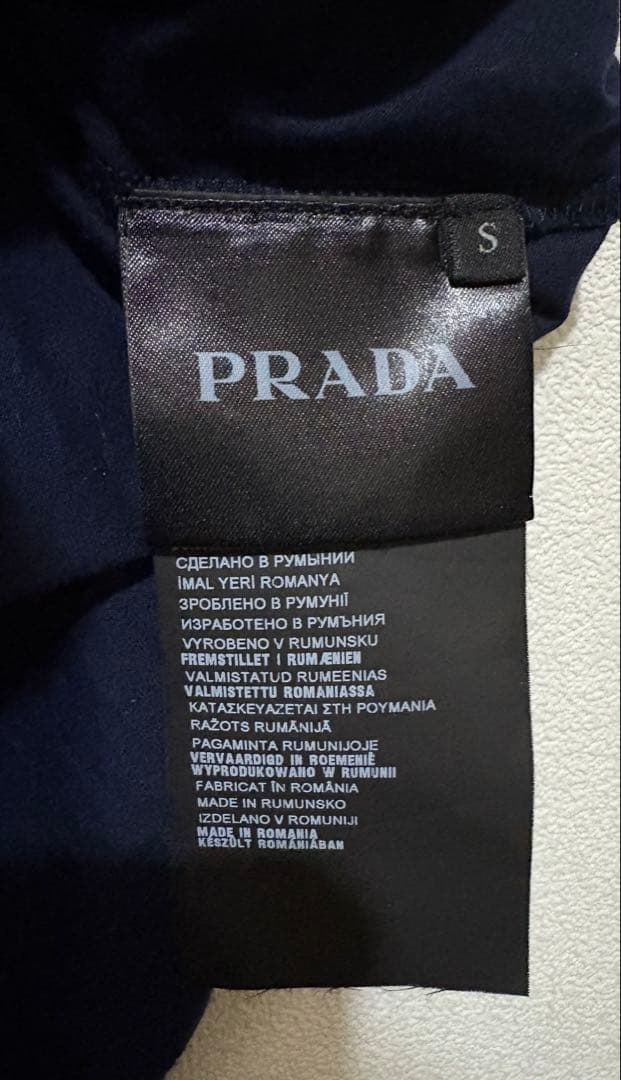 S
PRADA
СДЕЛАНО В РУМЫНИИ
İMAL YERİ ROMANYA
ЗРОБЛЕНО В РУМУНІЇ
ИЗРАБОТЕНО В РУМЪНИЯ
VYROBENO V RUMUNSKU
FREMSTILLET I RUMÆNIEN
VALMISTATUD RUMEENIAS
VALMISTETTU ROMANIASSA
ΚΑΤΑΣΚΕΥΑΖΕΤΑΙ ΣΤΗ ΡΟΥΜΑΝΙΑ
RAŽOTS RUMĀNIJĀ
PAGAMINTA RUMUNIJOJE
VERVAARDIGD IN ROEMENIË
WYPRODUKOWANO W RUMUNII
FABRICAT ÎN ROMÂNIA
MADE IN RUMUNSKO
IZDELANO V ROMUNIJI
MADE IN ROMANIA
KÉSZÜLT ROMÁNIÁBAN